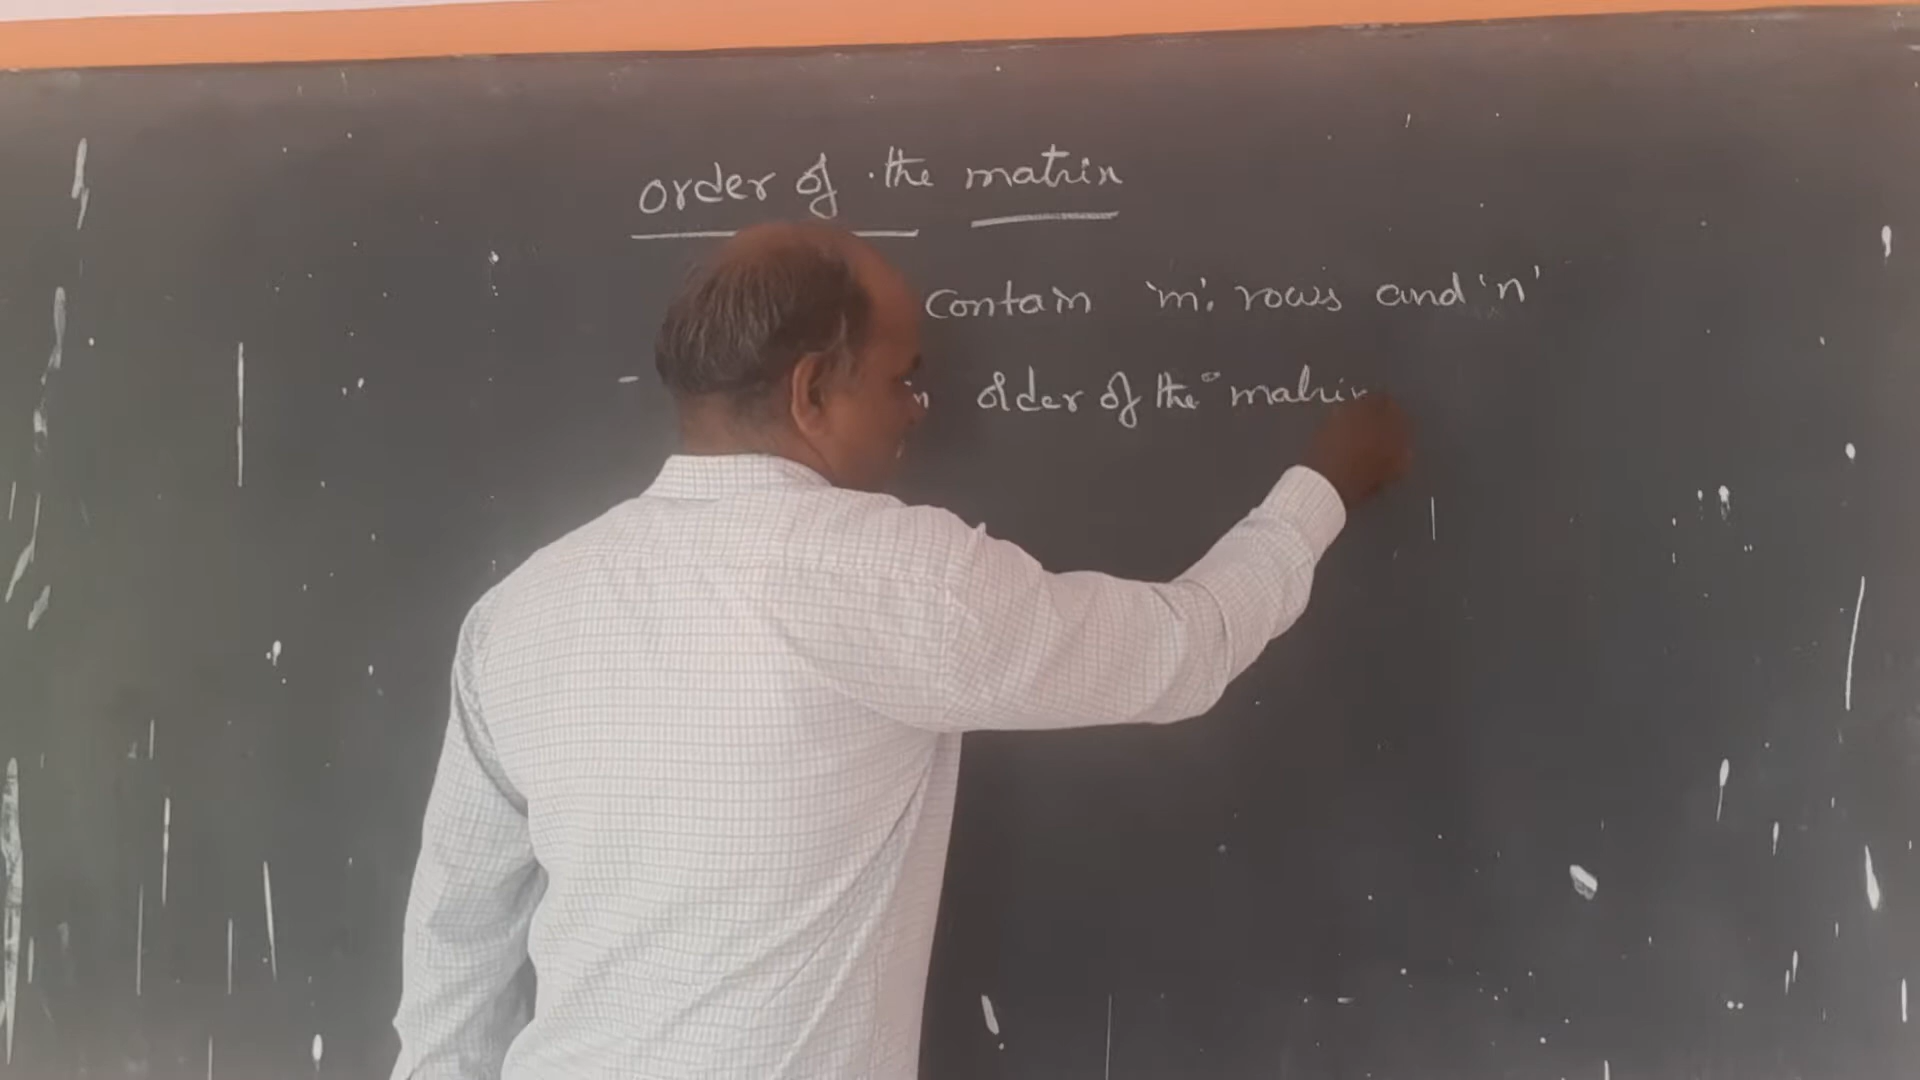 order of the matrix
contain 'm' rows and 'n'
order of the matrix